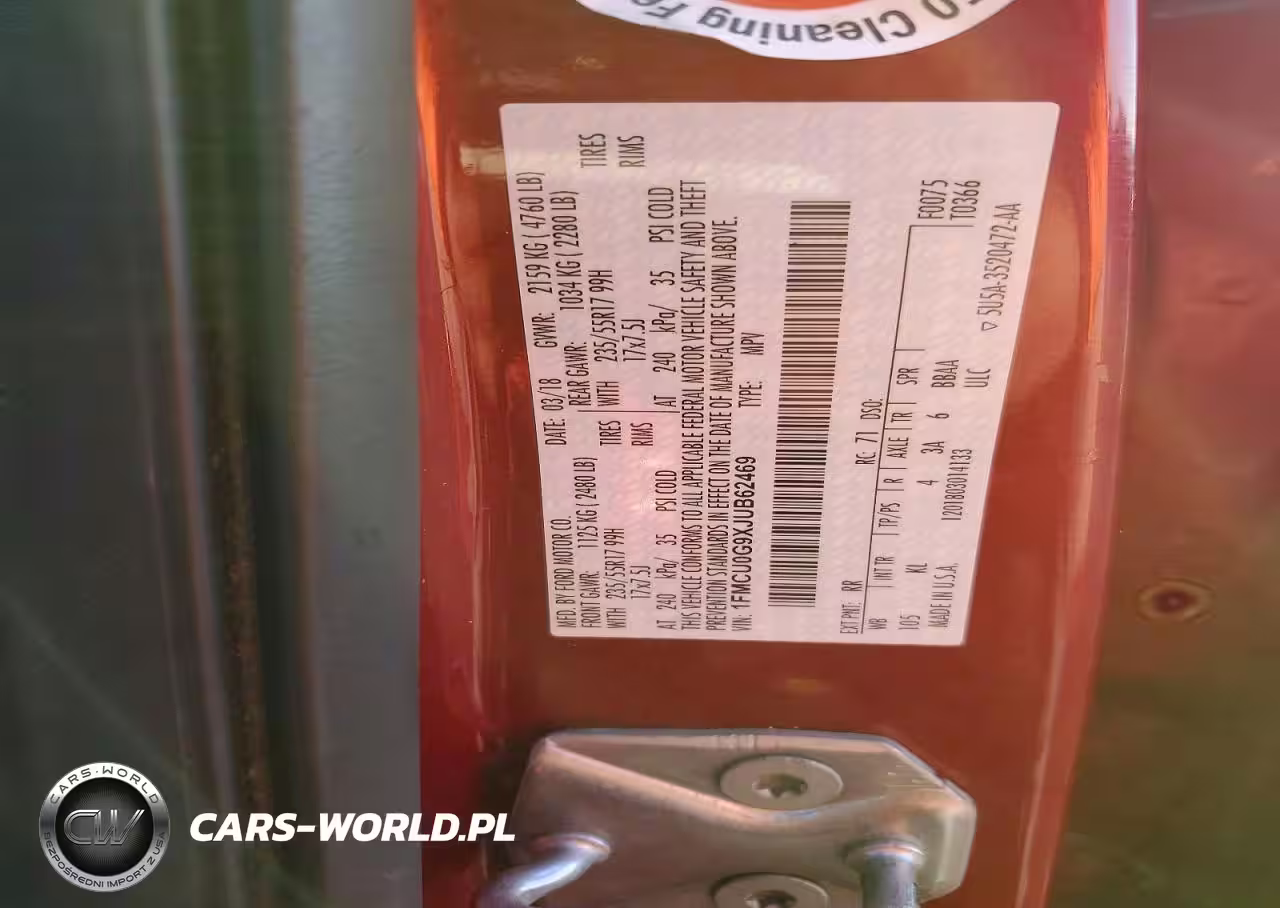 50 Cleaning Fo
MFD. BY FORD MOTOR CO. DATE: 03/18 GVWR: 2159 KG ( 4760 LB)
FRONT GAWR: 1125 KG ( 2480 LB) REAR GAWR: 1034 KG ( 2280 LB)
WITH 235/55R17 99H TIRES WITH 235/55R17 99H TIRES
17x7.5J RIMS 17x7.5J RIMS
AT 240 kPa/ 35 PSI COLD AT 240 kPa/ 35 PSI COLD
THIS VEHICLE CONFORMS TO ALL APPLICABLE FEDERAL MOTOR VEHICLE SAFETY AND THEFT
PREVENTION STANDARDS IN EFFECT ON THE DATE OF MANUFACTURE SHOWN ABOVE.
VIN: 1FMCU0G9XJUB62469 TYPE: MPV
EXT PNT: RR RC: 71 DSO:
WB INT TR TP/PS R AXLE TR SPR F0075
105 KL 4 3A 6 BBAA T0366
MADE IN U.S.A. 1201803014133 ULC
▽ 5U5A-3520472-AA
CARS-WORLD
CW
BEZPOŚREDNI IMPORT Z USA
CARS-WORLD.PL